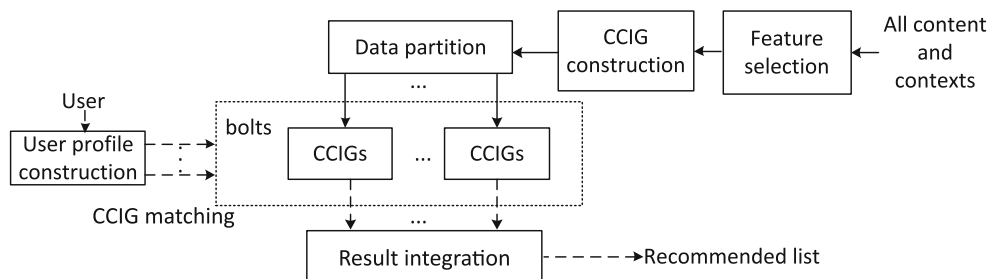 Data partition
CCIG
construction
Feature
selection
All content
and
contexts
...
User
User profile
construction
bolts
CCIGs
...
CCIGs
CCIG matching
...
Result integration
Recommended list